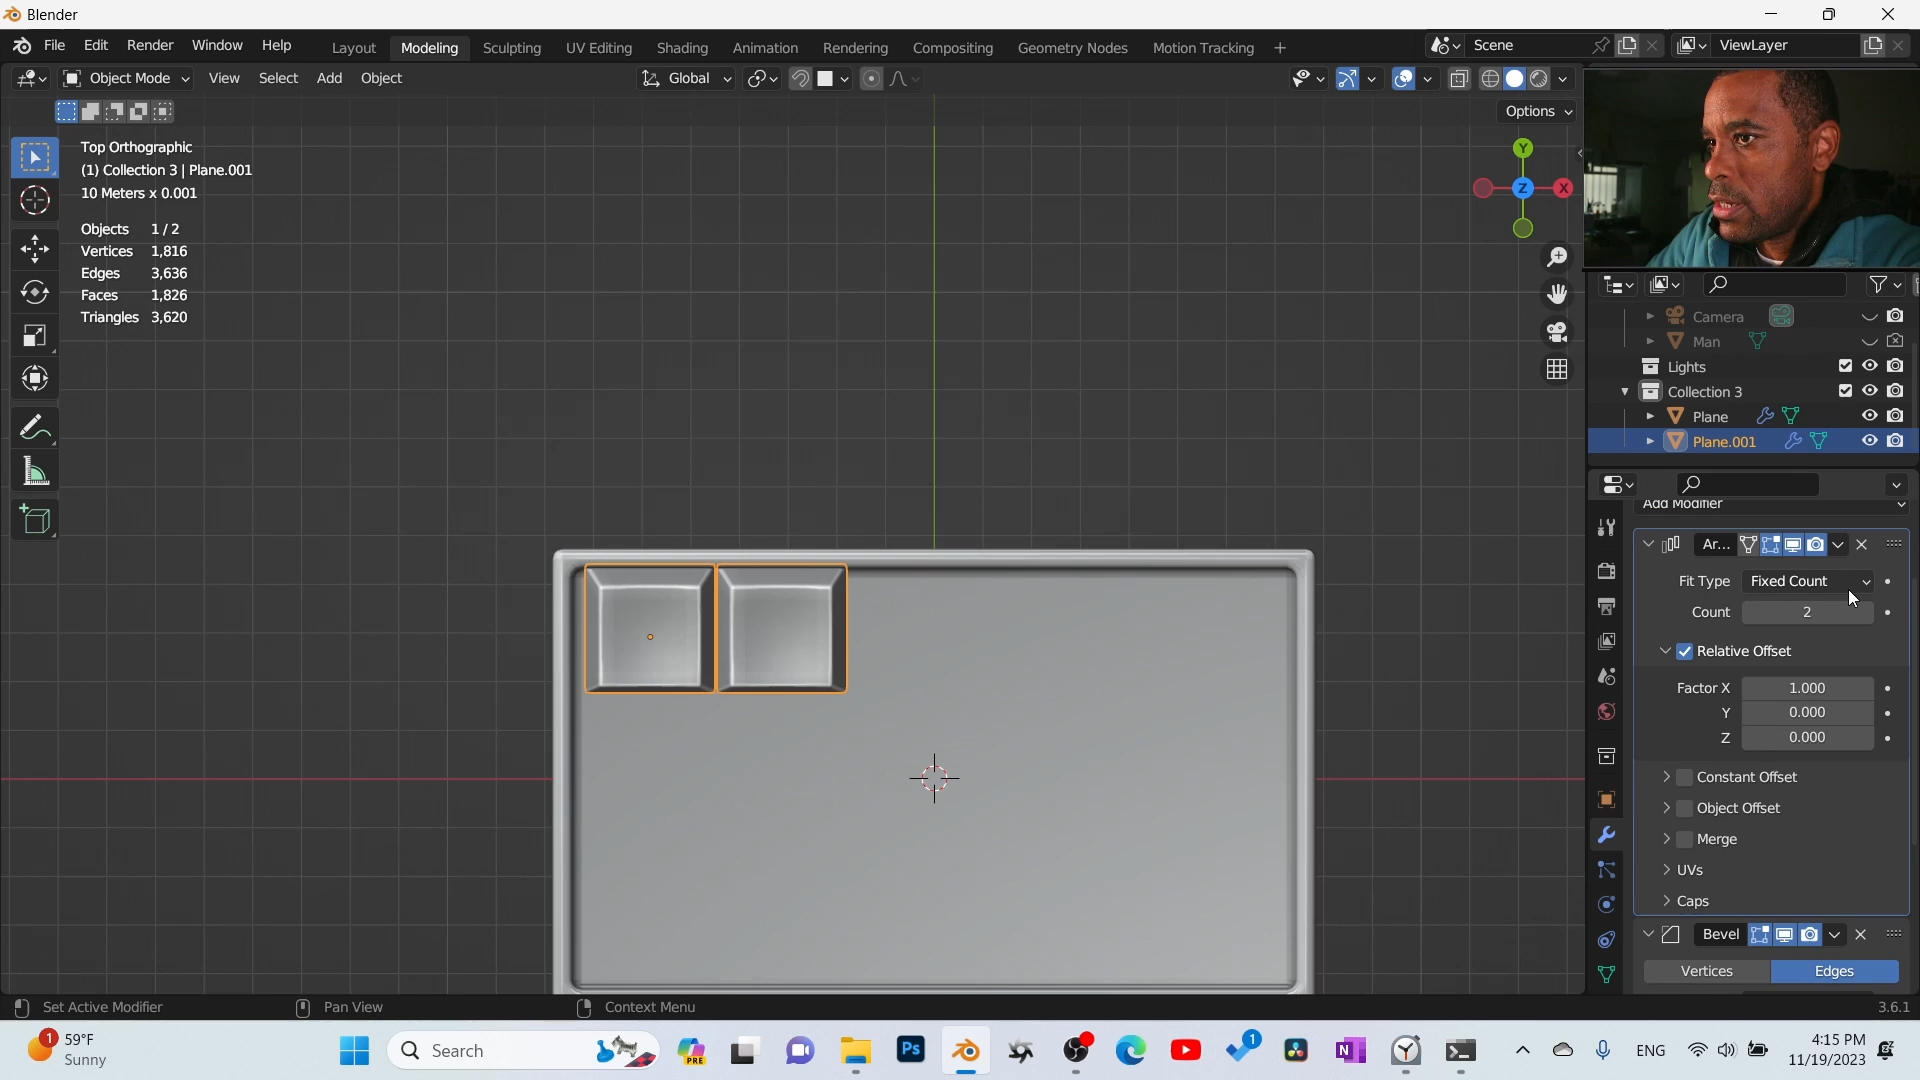 Blender
File Edit Render Window Help Layout Modeling Sculpting UV Editing Shading Animation Rendering Compositing Geometry Nodes Motion Tracking + Scene ViewLayer
Object Mode View Select Add Object Global
Options
Top Orthographic
(1) Collection 3 | Plane.001
10 Meters x 0.001
Objects 1 / 2
Vertices 1,816
Edges 3,636
Faces 1,826
Triangles 3,620
Y
Z
X
Camera
Man
Lights
Collection 3
Plane
Plane.001
Add Modifier
Ar...
Fit Type Fixed Count
Count 2
Relative Offset
Factor X 1.000
Y 0.000
Z 0.000
Constant Offset
Object Offset
Merge
UVs
Caps
Bevel
Vertices Edges
Set Active Modifier Pan View Context Menu 3.6.1
1
59°F
Sunny
Search
PRE
Ps
1
N
ENG
4:15 PM
11/19/2023